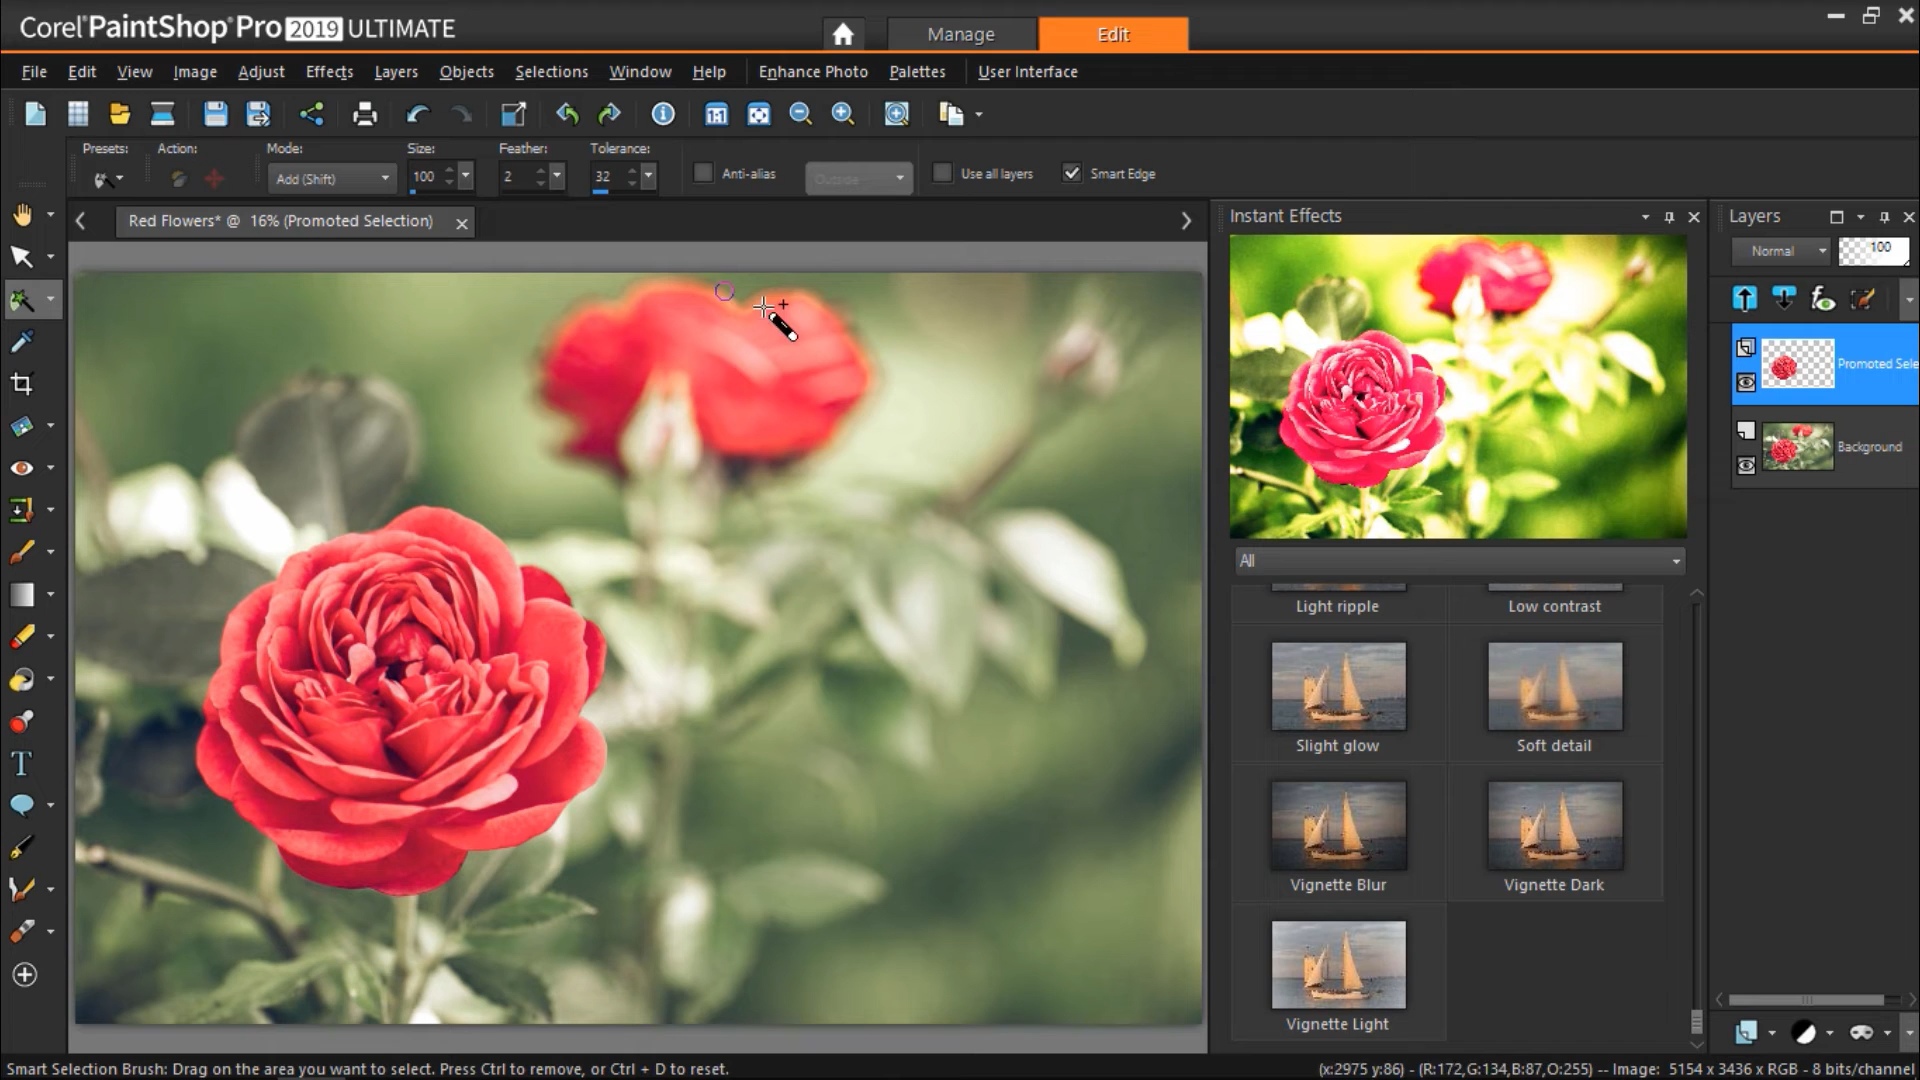 Corel® PaintShop® Pro 2019 ULTIMATE
Manage
Edit
File Edit View Image Adjust Effects Layers Objects Selections Window Help Enhance Photo Palettes User Interface
1:1
Presets: Action: Mode: Size: Feather: Tolerance:
Add (Shift) 100 2 32 Anti-alias Outside Use all layers Smart Edge
Red Flowers* @ 16% (Promoted Selection)
Instant Effects
Layers
Normal 100
Promoted Sele
Background
All
Light ripple
Low contrast
Slight glow
Soft detail
Vignette Blur
Vignette Dark
Vignette Light
T
Smart Selection Brush: Drag on the area you want to select. Press Ctrl to remove, or Ctrl + D to reset.
(x:2975 y:86) - (R:172,G:134,B:87,O:255) -- Image: 5154 x 3436 x RGB - 8 bits/channel